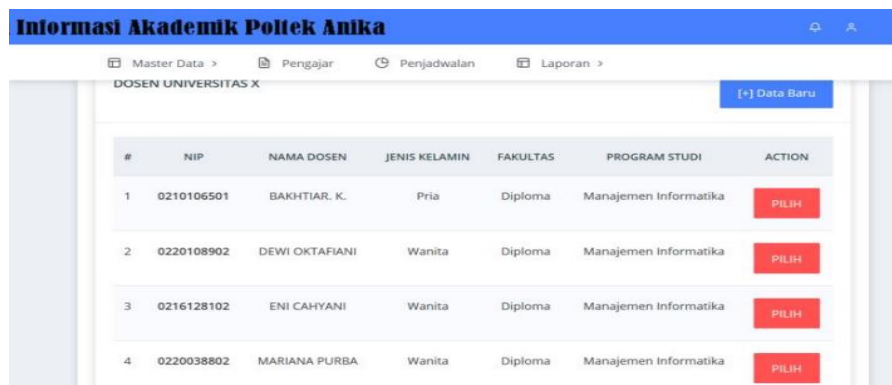 Informasi Akademik Poltek Anika
Master Data > Pengajar Penjadwalan Laporan >
DOSEN UNIVERSITAS X
[+] Data Baru
# NIP NAMA DOSEN JENIS KELAMIN FAKULTAS PROGRAM STUDI ACTION
1 0210106501 BAKHTIAR. K. Pria Diploma Manajemen Informatika PILIH
2 0220108902 DEWI OKTAFIANI Wanita Diploma Manajemen Informatika PILIH
3 0216128102 ENI CAHYANI Wanita Diploma Manajemen Informatika PILIH
4 0220038802 MARIANA PURBA Wanita Diploma Manajemen Informatika PILIH